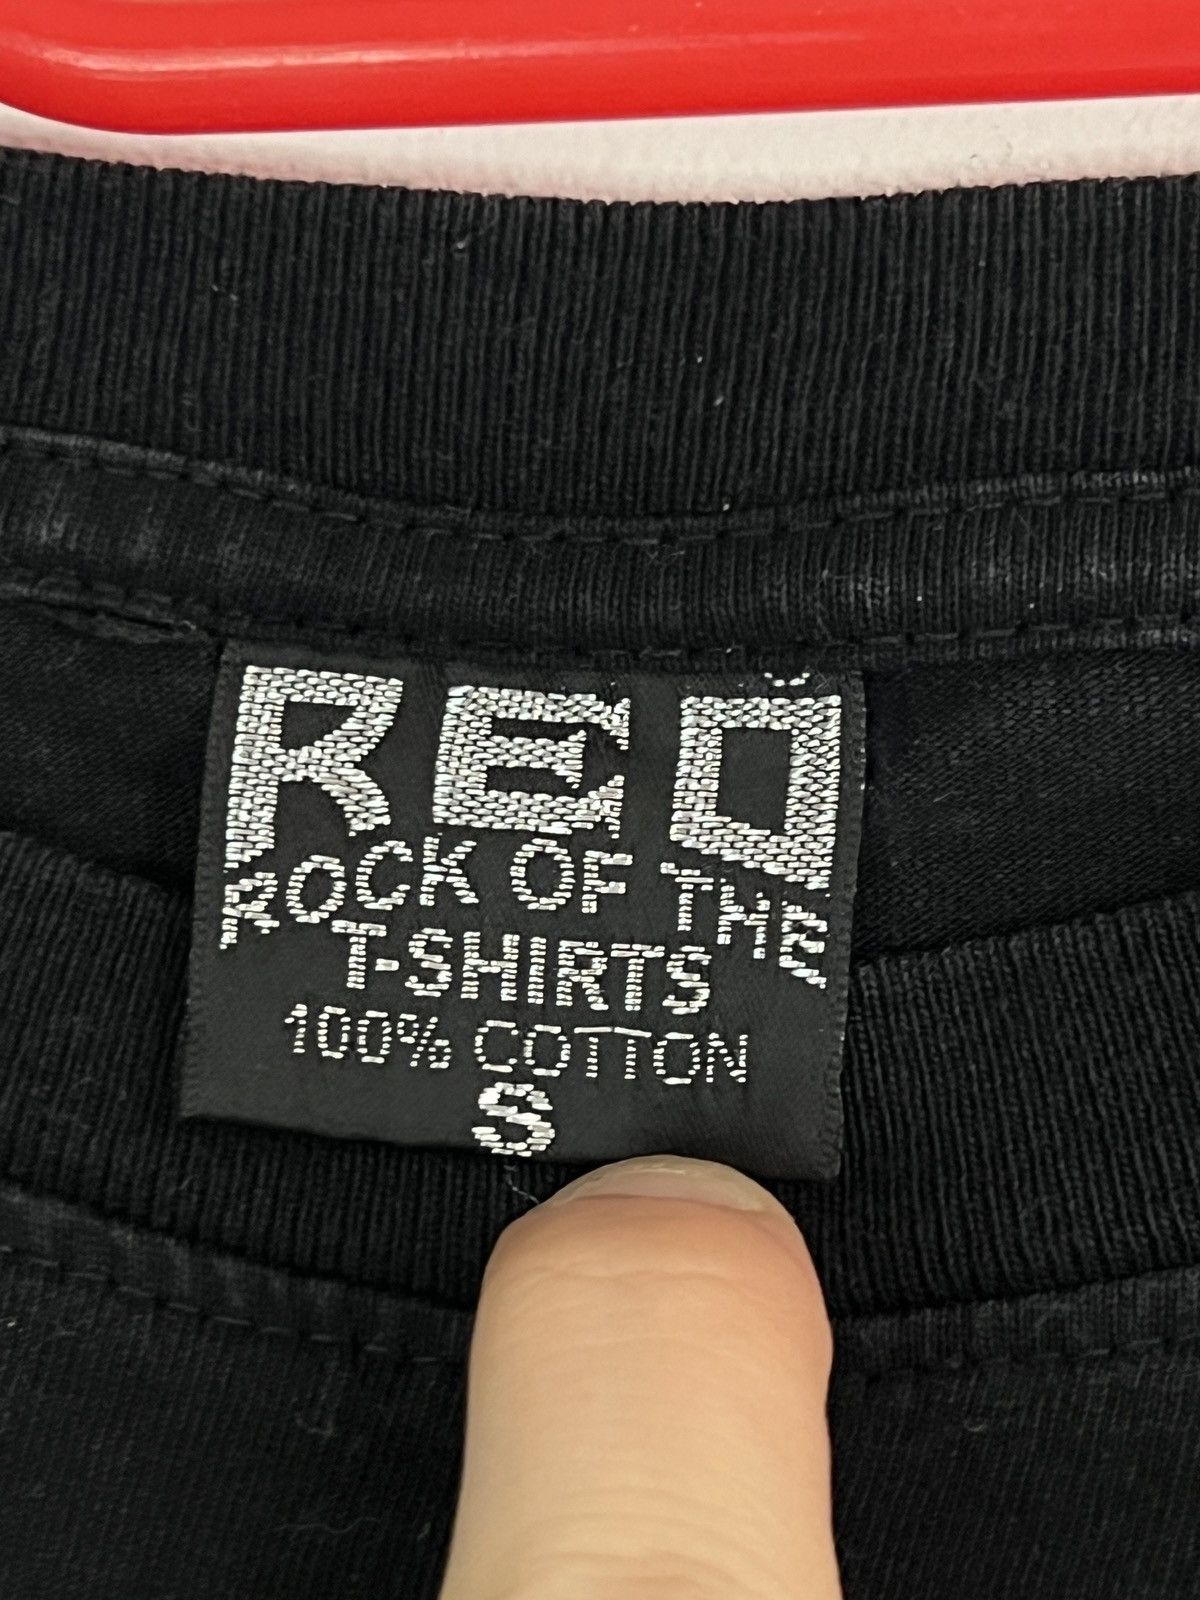 RED
ROCK OF THE
T-SHIRTS
100% COTTON
S